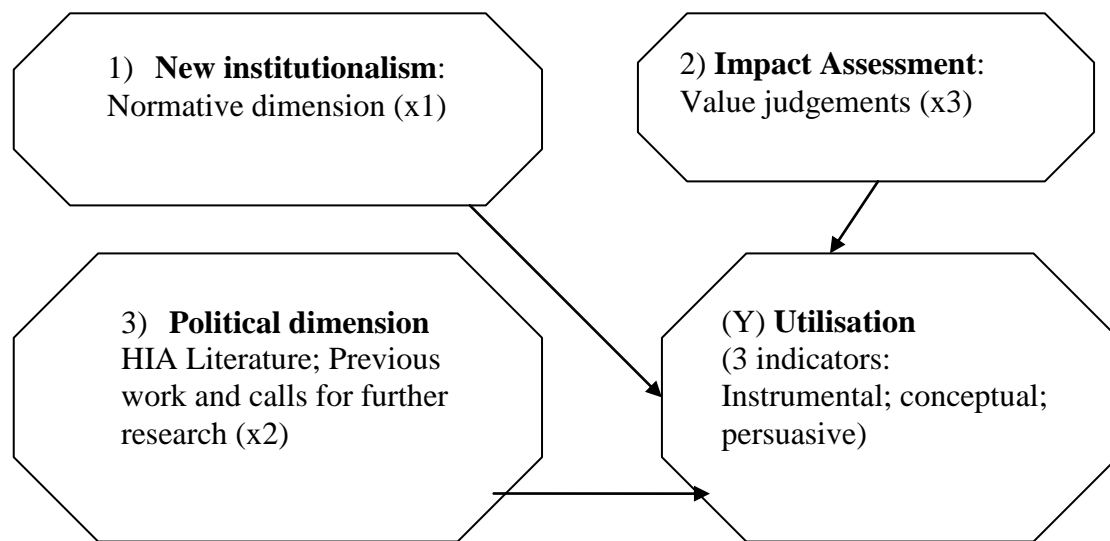 1) New institutionalism:
Normative dimension (x1)
2) Impact Assessment:
Value judgements (x3)
3) Political dimension
HIA Literature; Previous
work and calls for further
research (x2)
(Y) Utilisation
(3 indicators:
Instrumental; conceptual;
persuasive)